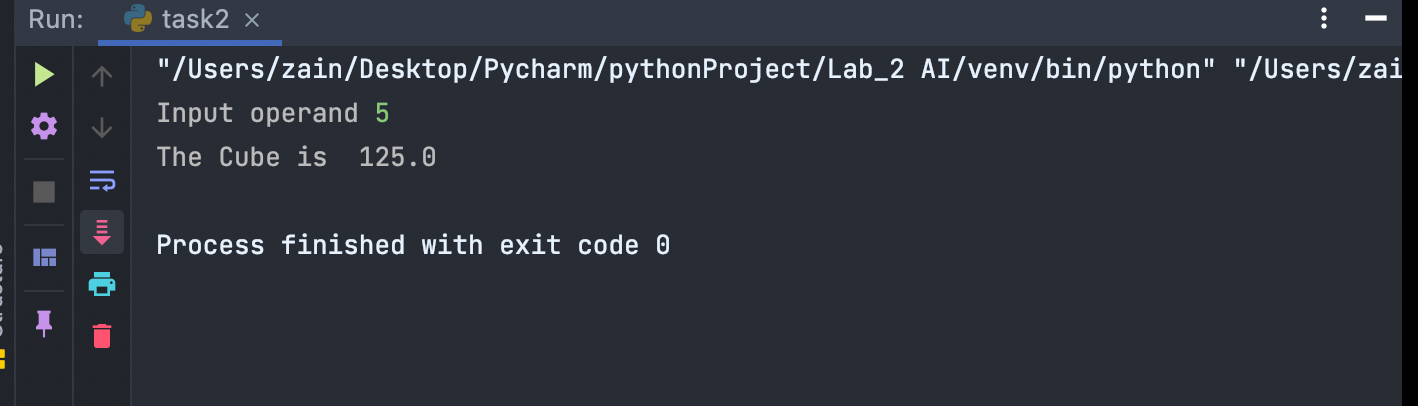 Run: task2
"/Users/zain/Desktop/Pycharm/pythonProject/Lab_2 AI/venv/bin/python" "/Users/zai
Input operand 5
The Cube is  125.0
Process finished with exit code 0